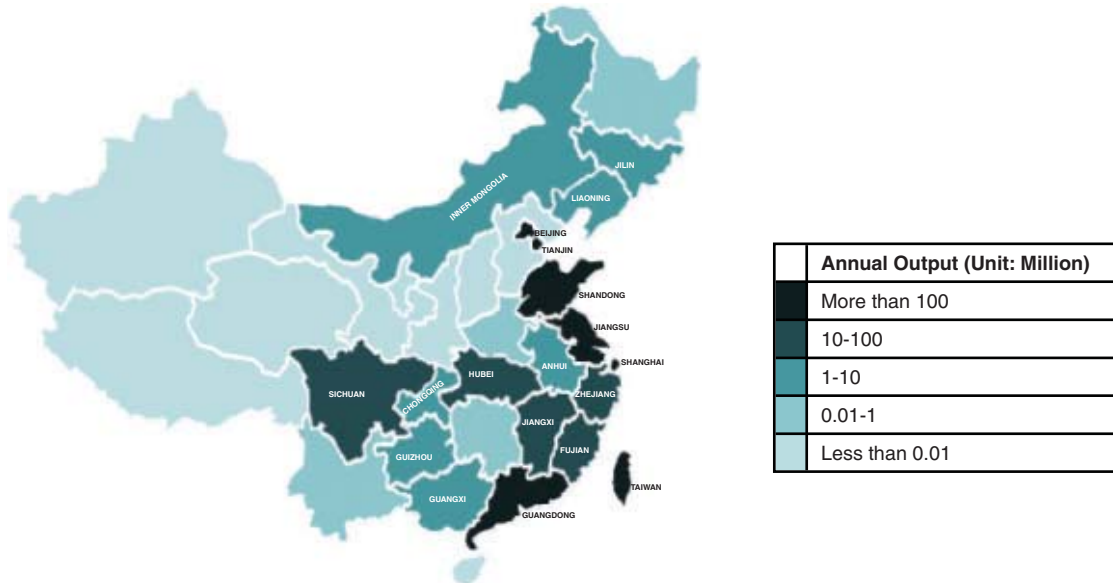 JILIN
INNER MONGOLIA
LIAONING
BEIJING
TIANJIN
SHANDONG
JIANGSU
SHANGHAI
ANHUI
HUBEI
ZHEJIANG
SICHUAN
CHONGQING
JIANGXI
FUJIAN
GUIZHOU
TAIWAN
GUANGXI
GUANGDONG
Annual Output (Unit: Million)
More than 100
10-100
1-10
0.01-1
Less than 0.01